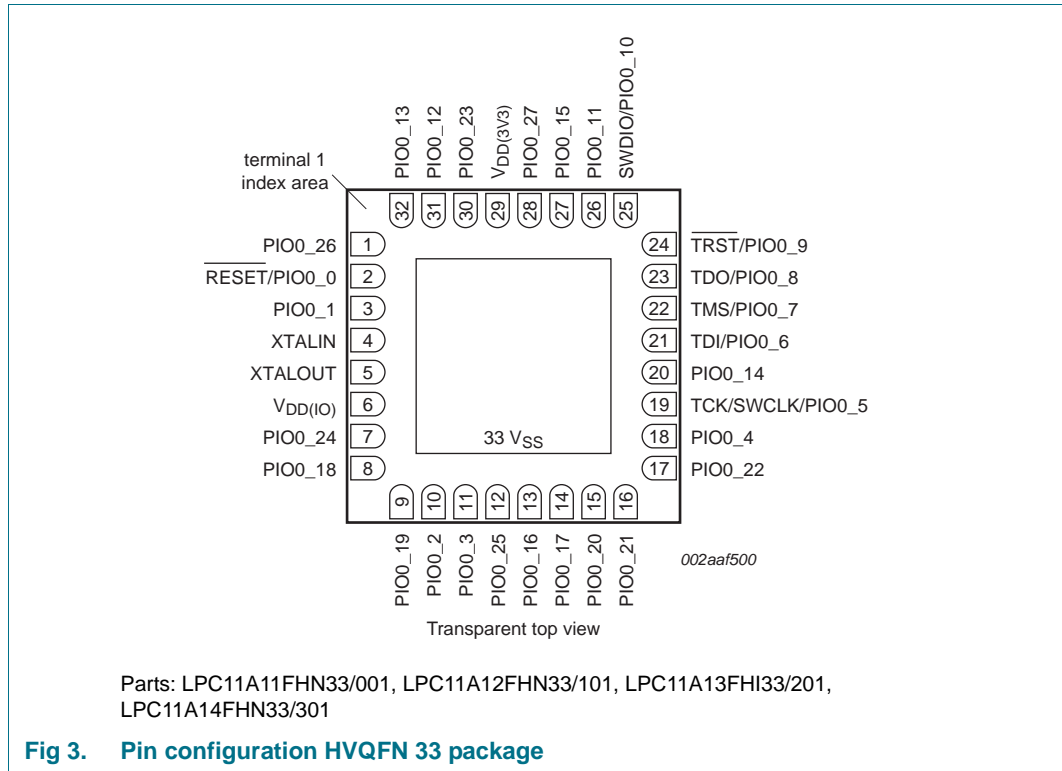 PIO0_13
PIO0_12
PIO0_23
VDD(3V3)
PIO0_27
PIO0_15
PIO0_11
SWDIO/PIO0_10
terminal 1
index area
32
31
30
29
28
27
26
25
PIO0_26 1
RESET/PIO0_0 2
PIO0_1 3
XTALIN 4
XTALOUT 5
VDD(IO) 6
PIO0_24 7
PIO0_18 8
24 TRST/PIO0_9
23 TDO/PIO0_8
22 TMS/PIO0_7
21 TDI/PIO0_6
20 PIO0_14
19 TCK/SWCLK/PIO0_5
18 PIO0_4
17 PIO0_22
33 VSS
9
10
11
12
13
14
15
16
PIO0_19
PIO0_2
PIO0_3
PIO0_25
PIO0_16
PIO0_17
PIO0_20
PIO0_21
002aaf500
Transparent top view
Parts: LPC11A11FHN33/001, LPC11A12FHN33/101, LPC11A13FHI33/201,
LPC11A14FHN33/301
Fig 3. Pin configuration HVQFN 33 package